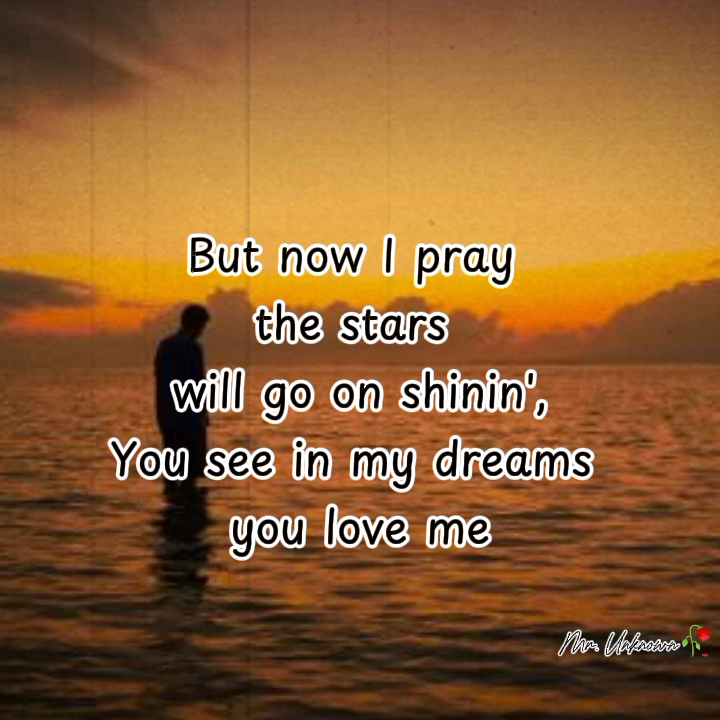 But now I pray
the stars
will go on shinin',
You see in my dreams
you love me
Mr. Unknown🥀